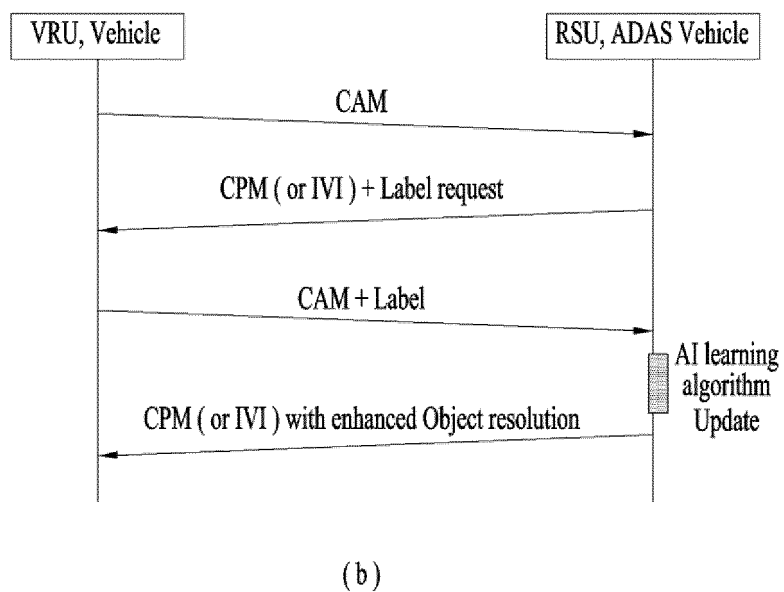 VRU, Vehicle
RSU, ADAS Vehicle
CAM
CPM ( or IVI ) + Label request
CAM + Label
AI learning
algorithm
Update
CPM ( or IVI ) with enhanced Object resolution
( b )